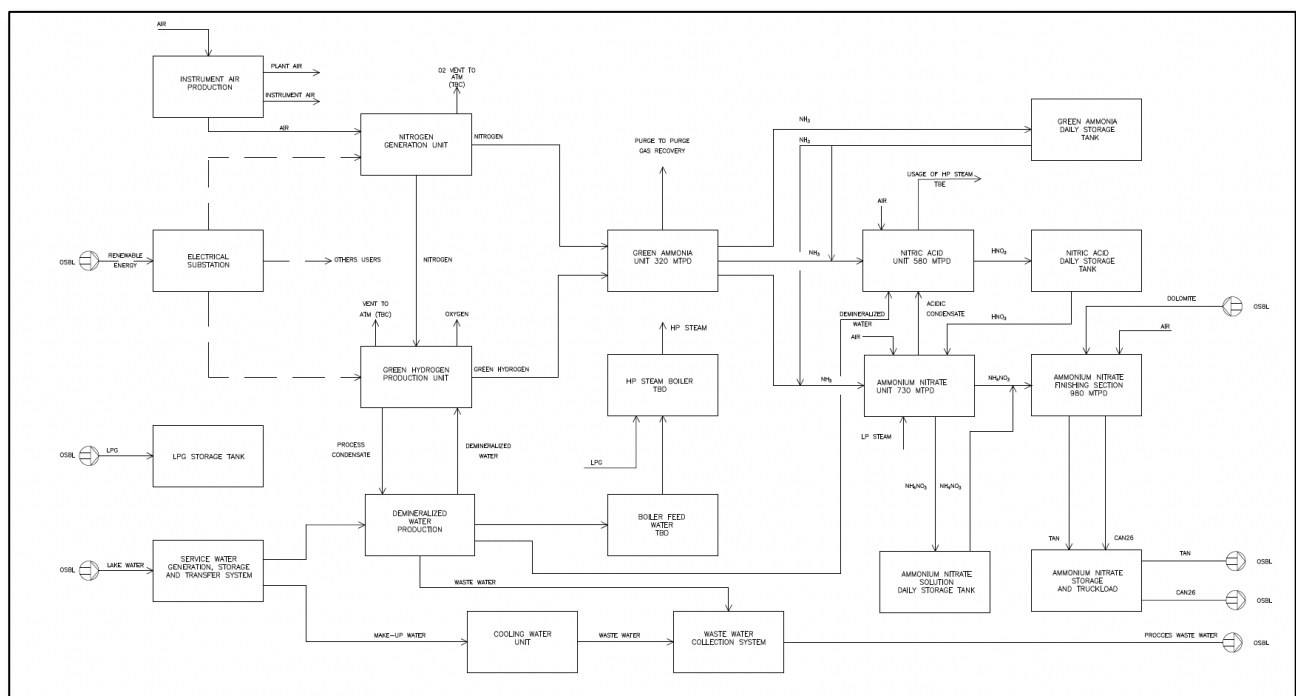 AIR
INSTRUMENT AIR
PRODUCTION
PLANT AIR
INSTRUMENT AIR
AIR
O2 VENT TO
ATM
(TBC)
NITROGEN
GENERATION UNIT
NITROGEN
PURGE TO PURGE
GAS RECOVERY
NH₃
NH₃
GREEN AMMONIA
DAILY STORAGE
TANK
USAGE OF HP STEAM
TBE
AIR
OSBL
RENEWABLE
ENERGY
ELECTRICAL
SUBSTATION
OTHERS USERS
NITROGEN
GREEN AMMONIA
UNIT 320 MTPD
NH₃
NITRIC ACID
UNIT 580 MTPD
HNO₃
NITRIC ACID
DAILY STORAGE
TANK
VENT TO
ATM (TBC)
OXYGEN
HP STEAM
DEMINERALIZED
WATER
ACIDIC
CONDENSATE
HNO₃
DOLOMITE
OSBL
AIR
AIR
GREEN HYDROGEN
PRODUCTION UNIT
GREEN HYDROGEN
HP STEAM BOILER
TBD
NH₃
AMMONIUM NITRATE
UNIT 730 MTPD
NH₄NO₃
AMMONIUM NITRATE
FINISHING SECTION
980 MTPD
LP STEAM
OSBL
LPG
LPG STORAGE TANK
PROCESS
CONDENSATE
DEMINERALIZED
WATER
LPG
NH₄NO₃
NH₄NO₃
DEMINERALIZED
WATER
PRODUCTION
BOILER FEED
WATER
TBD
TAN
CAN26
OSBL
LAKE WATER
SERVICE WATER
GENERATION, STORAGE
AND TRANSFER SYSTEM
WASTE WATER
AMMONIUM NITRATE
SOLUTION
DAILY STORAGE TANK
AMMONIUM NITRATE
STORAGE
AND TRUCKLOAD
TAN
OSBL
CAN26
OSBL
MAKE-UP WATER
COOLING WATER
UNIT
WASTE WATER
WASTE WATER
COLLECTION SYSTEM
PROCCES WASTE WATER
OSBL